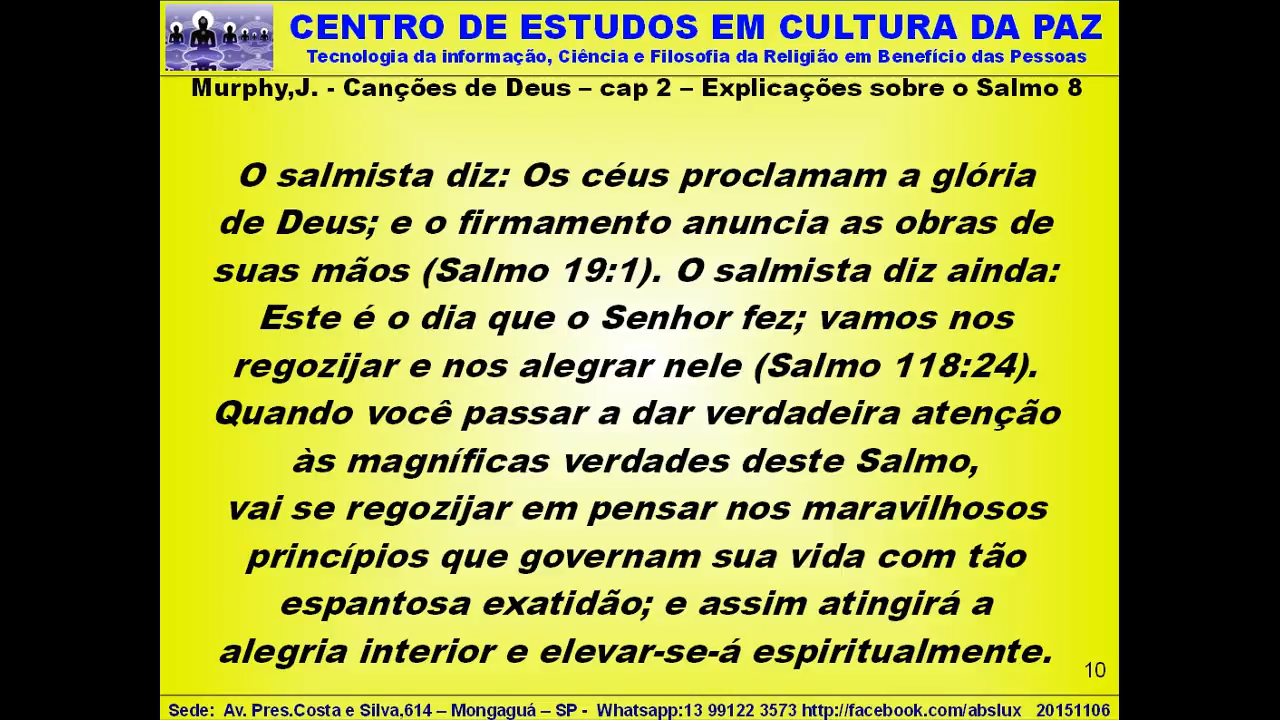 CENTRO DE ESTUDOS EM CULTURA DA PAZ
Tecnologia da informação, Ciência e Filosofia da Religião em Benefício das Pessoas
Murphy,J. - Canções de Deus – cap 2 – Explicações sobre o Salmo 8
O salmista diz: Os céus proclamam a glória
de Deus; e o firmamento anuncia as obras de
suas mãos (Salmo 19:1). O salmista diz ainda:
Este é o dia que o Senhor fez; vamos nos
regozijar e nos alegrar nele (Salmo 118:24).
Quando você passar a dar verdadeira atenção
às magníficas verdades deste Salmo,
vai se regozijar em pensar nos maravilhosos
princípios que governam sua vida com tão
espantosa exatidão; e assim atingirá a
alegria interior e elevar-se-á espiritualmente.
10
Sede: Av. Pres.Costa e Silva,614 – Mongaguá – SP - Whatsapp:13 99122 3573 http://facebook.com/abslux 20151106